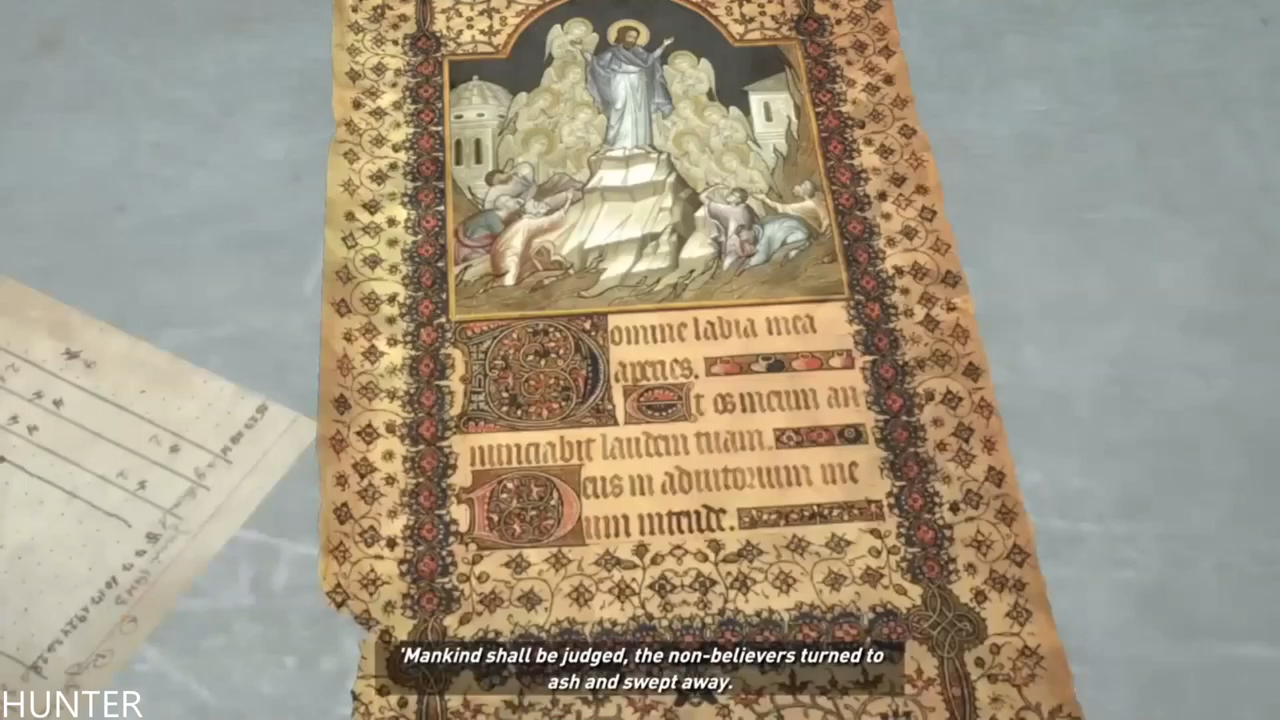 Domine labia mea
aperies.
Et os meum an
nunciabit laudem tuam.
Deus in adiutorium me
um intende.
'Mankind shall be judged, the non-believers turned to
ash and swept away.
HUNTER